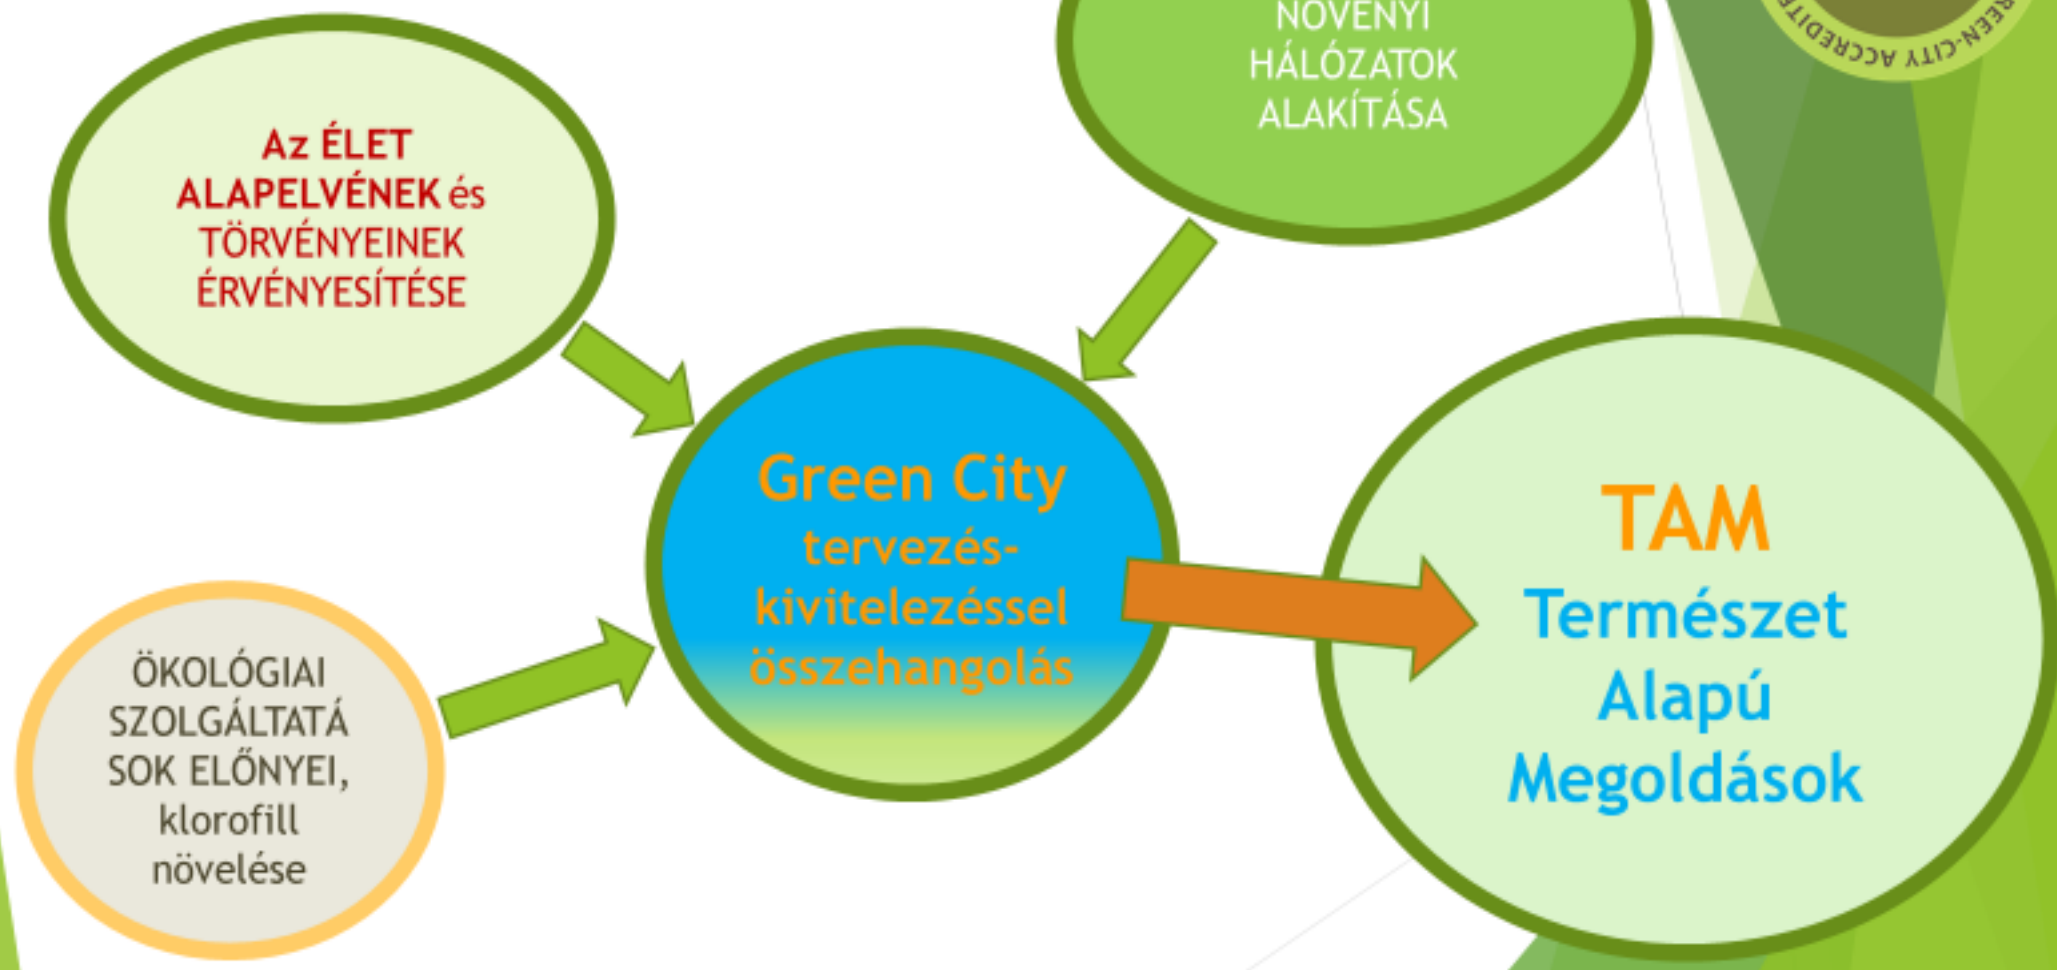 NÖVÉNYI
HÁLÓZATOK
ALAKÍTÁSA
Az ÉLET
ALAPELVÉNEK és
TÖRVÉNYEINEK
ÉRVÉNYESÍTÉSE
Green City
tervezés-
kivitelezéssel
összehangolás
TAM
Természet
Alapú
Megoldások
ÖKOLÓGIAI
SZOLGÁLTATÁ
SOK ELŐNYEI,
klorofill
növelése